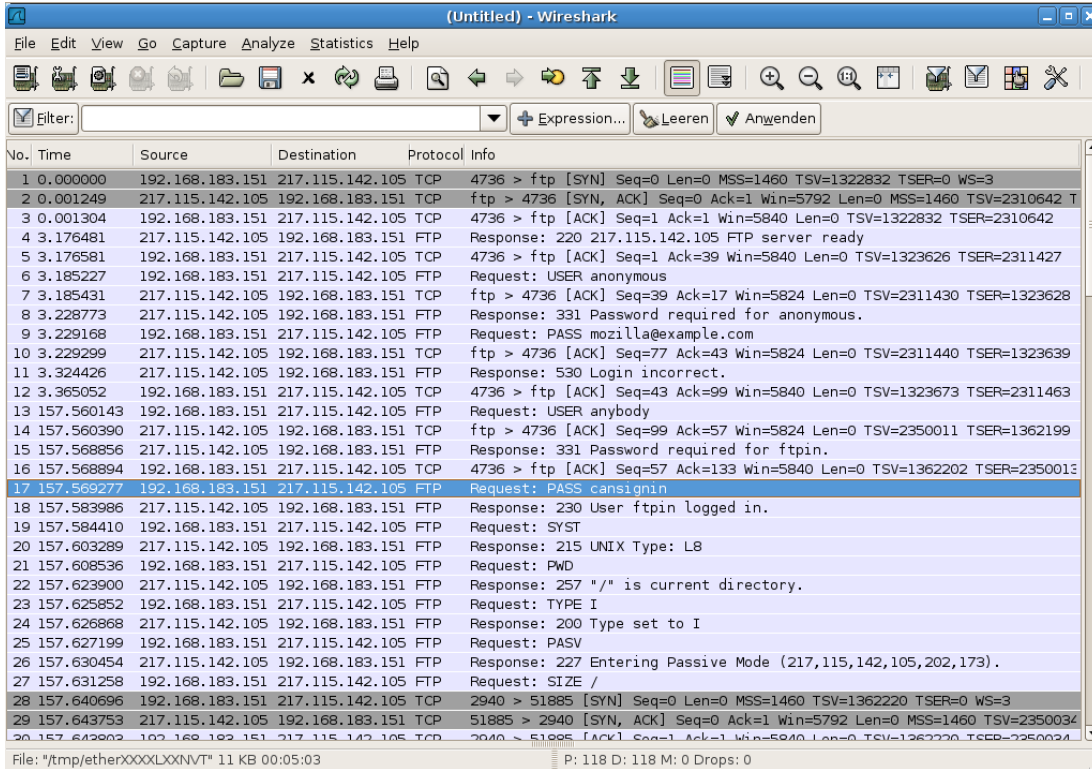 (Untitled) - Wireshark
File Edit View Go Capture Analyze Statistics Help
Filter: Expression... Leeren Anwenden
No. Time Source Destination Protocol Info
1 0.000000 192.168.183.151 217.115.142.105 TCP 4736 > ftp [SYN] Seq=0 Len=0 MSS=1460 TSV=1322832 TSER=0 WS=3
2 0.001249 217.115.142.105 192.168.183.151 TCP ftp > 4736 [SYN, ACK] Seq=0 Ack=1 Win=5792 Len=0 MSS=1460 TSV=2310642 T
3 0.001304 192.168.183.151 217.115.142.105 TCP 4736 > ftp [ACK] Seq=1 Ack=1 Win=5840 Len=0 TSV=1322832 TSER=2310642
4 3.176481 217.115.142.105 192.168.183.151 FTP Response: 220 217.115.142.105 FTP server ready
5 3.176581 192.168.183.151 217.115.142.105 TCP 4736 > ftp [ACK] Seq=1 Ack=39 Win=5840 Len=0 TSV=1323626 TSER=2311427
6 3.185227 192.168.183.151 217.115.142.105 FTP Request: USER anonymous
7 3.185431 217.115.142.105 192.168.183.151 TCP ftp > 4736 [ACK] Seq=39 Ack=17 Win=5824 Len=0 TSV=2311430 TSER=1323628
8 3.228773 217.115.142.105 192.168.183.151 FTP Response: 331 Password required for anonymous.
9 3.229168 192.168.183.151 217.115.142.105 FTP Request: PASS mozilla@example.com
10 3.229299 217.115.142.105 192.168.183.151 TCP ftp > 4736 [ACK] Seq=77 Ack=43 Win=5824 Len=0 TSV=2311440 TSER=1323639
11 3.324426 217.115.142.105 192.168.183.151 FTP Response: 530 Login incorrect.
12 3.365052 192.168.183.151 217.115.142.105 TCP 4736 > ftp [ACK] Seq=43 Ack=99 Win=5840 Len=0 TSV=1323673 TSER=2311463
13 157.560143 192.168.183.151 217.115.142.105 FTP Request: USER anybody
14 157.560390 217.115.142.105 192.168.183.151 TCP ftp > 4736 [ACK] Seq=99 Ack=57 Win=5824 Len=0 TSV=2350011 TSER=1362199
15 157.568856 217.115.142.105 192.168.183.151 FTP Response: 331 Password required for ftpin.
16 157.568894 192.168.183.151 217.115.142.105 TCP 4736 > ftp [ACK] Seq=57 Ack=133 Win=5840 Len=0 TSV=1362202 TSER=2350013
17 157.569277 192.168.183.151 217.115.142.105 FTP Request: PASS cansignin
18 157.583986 217.115.142.105 192.168.183.151 FTP Response: 230 User ftpin logged in.
19 157.584410 192.168.183.151 217.115.142.105 FTP Request: SYST
20 157.603289 217.115.142.105 192.168.183.151 FTP Response: 215 UNIX Type: L8
21 157.608536 192.168.183.151 217.115.142.105 FTP Request: PWD
22 157.623900 217.115.142.105 192.168.183.151 FTP Response: 257 "/" is current directory.
23 157.625852 192.168.183.151 217.115.142.105 FTP Request: TYPE I
24 157.626868 217.115.142.105 192.168.183.151 FTP Response: 200 Type set to I
25 157.627199 192.168.183.151 217.115.142.105 FTP Request: PASV
26 157.630454 217.115.142.105 192.168.183.151 FTP Response: 227 Entering Passive Mode (217,115,142,105,202,173).
27 157.631258 192.168.183.151 217.115.142.105 FTP Request: SIZE /
28 157.640696 192.168.183.151 217.115.142.105 TCP 2940 > 51885 [SYN] Seq=0 Len=0 MSS=1460 TSV=1362220 TSER=0 WS=3
29 157.643753 217.115.142.105 192.168.183.151 TCP 51885 > 2940 [SYN, ACK] Seq=0 Ack=1 Win=5792 Len=0 MSS=1460 TSV=2350034
30 157.643803 192.168.183.151 217.115.142.105 TCP 2940 > 51885 [ACK] Seq=1 Ack=1 Win=5840 Len=0 TSV=1362220 TSER=2350034
File: "/tmp/etherXXXXLXXNVT" 11 KB 00:05:03 P: 118 D: 118 M: 0 Drops: 0